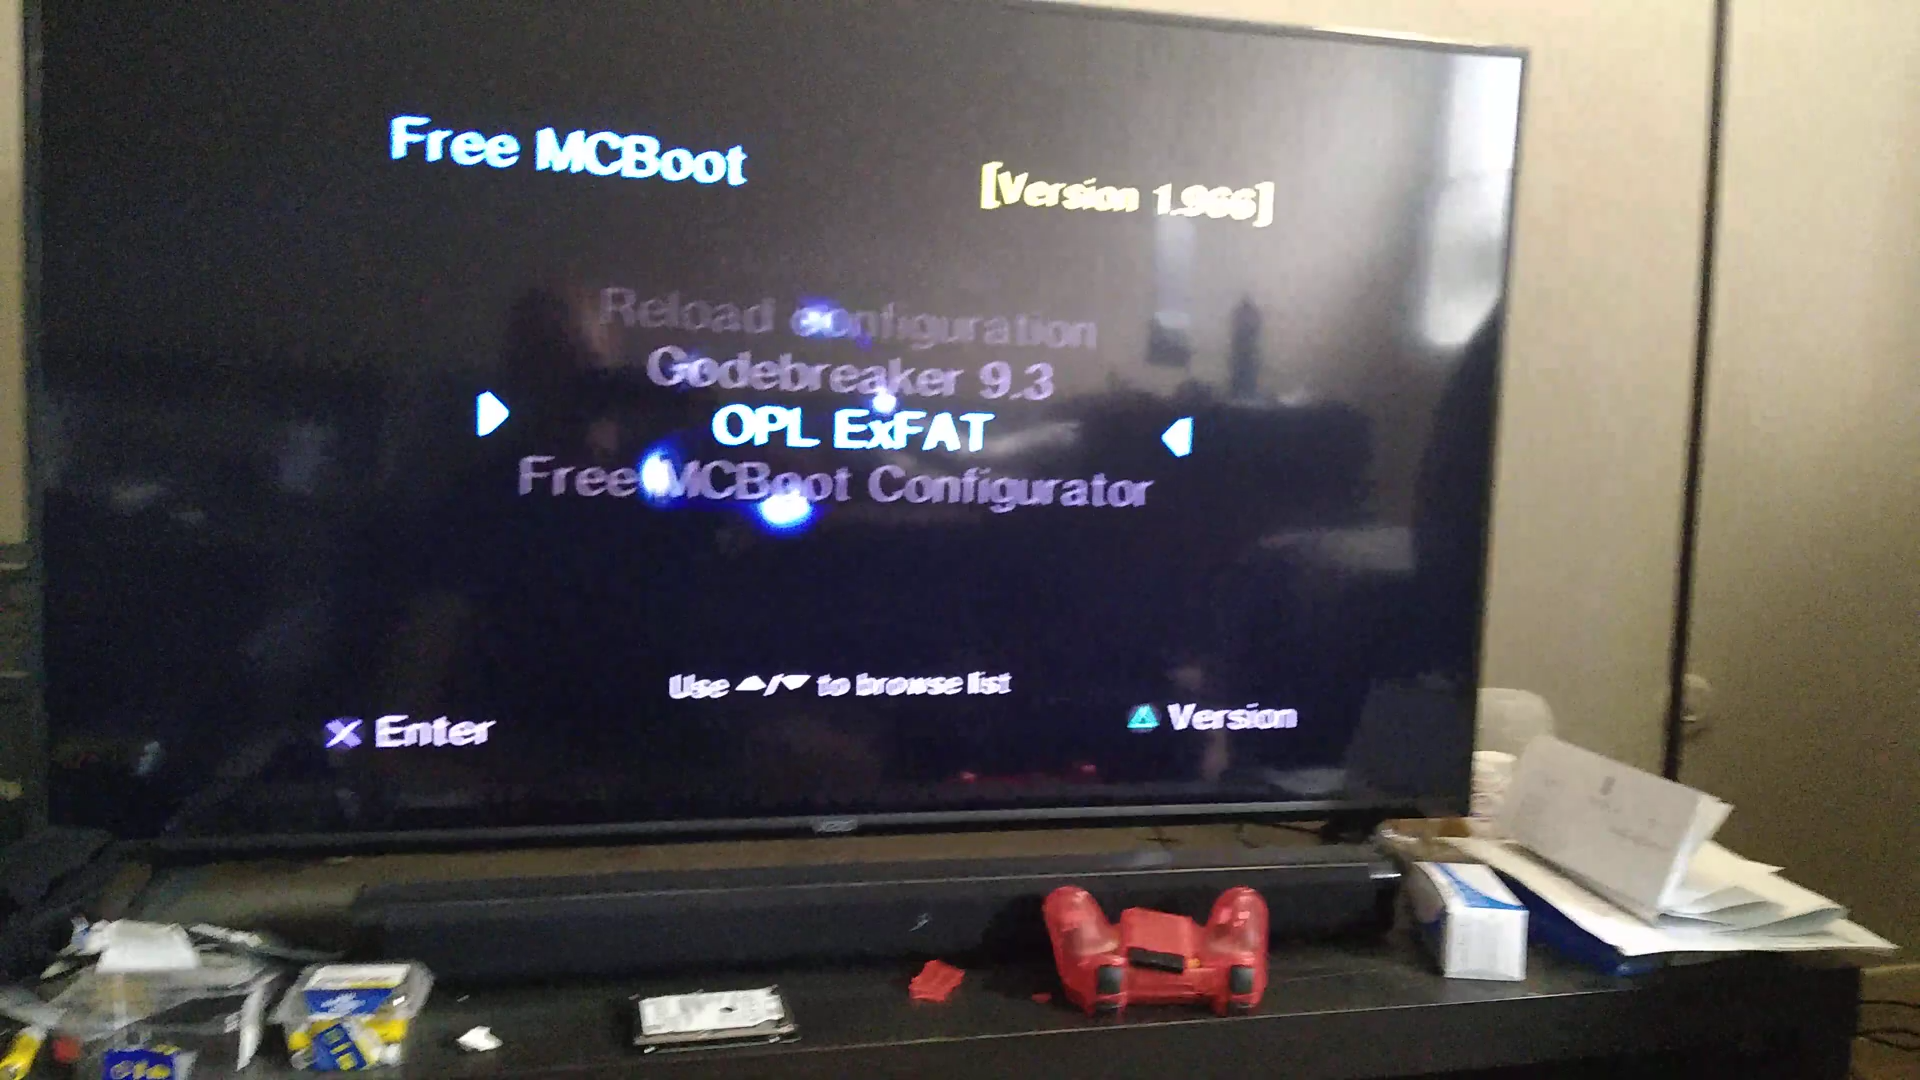 Free MCBoot
[Version 1.966]
Reload configuration
Codebreaker 9.3
OPL ExFAT
Free MCBoot Configurator
Use ▲/▼ to browse list
X Enter
▲ Version
VIZIO